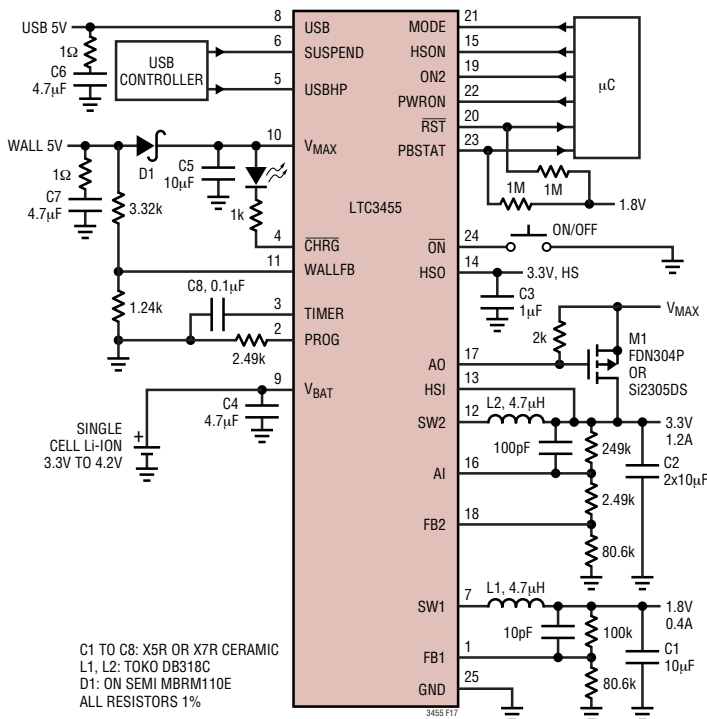 USB 5V
1Ω
C6
4.7µF
USB
CONTROLLER
8
USB
6
SUSPEND
5
USBHP
WALL 5V
1Ω
C7
4.7µF
3.32k
D1
C5
10µF
1k
10
VMAX
4
CHRG
11
WALLFB
1.24k
C8, 0.1µF
3
TIMER
2
PROG
2.49k
9
VBAT
C4
4.7µF
SINGLE
CELL Li-ION
3.3V TO 4.2V
+
LTC3455
MODE
21
HSON
15
ON2
19
PWRON
22
RST
20
PBSTAT
23
µC
1M
1M
1.8V
ON
24
ON/OFF
HSO
14
3.3V, HS
C3
1µF
VMAX
2k
M1
FDN304P
OR
Si2305DS
AO
17
HSI
13
SW2
12
L2, 4.7µH
3.3V
1.2A
100pF
249k
C2
2x10µF
AI
16
2.49k
FB2
18
80.6k
SW1
7
L1, 4.7µH
1.8V
0.4A
10pF
100k
C1
10µF
FB1
1
80.6k
GND
25
C1 TO C8: X5R OR X7R CERAMIC
L1, L2: TOKO DB318C
D1: ON SEMI MBRM110E
ALL RESISTORS 1%
3455 F17